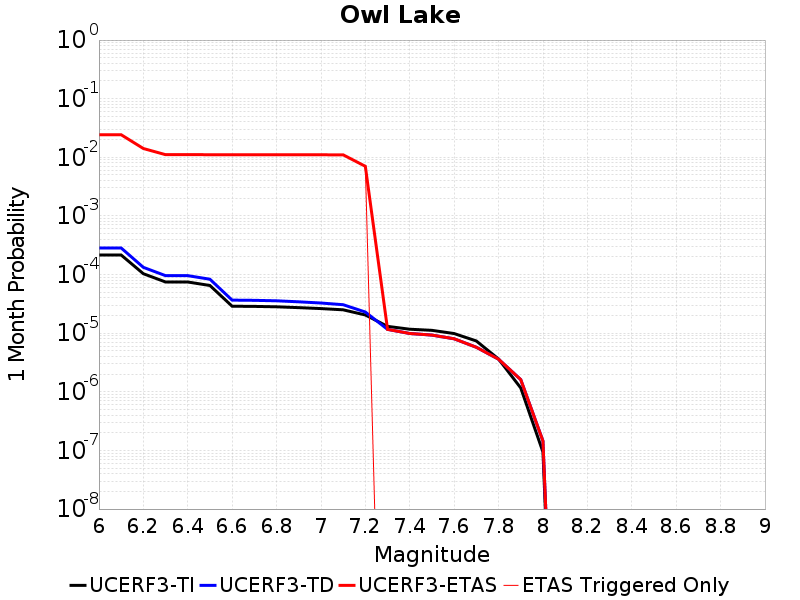 Owl Lake
1 Month Probability
10^0
10^-1
10^-2
10^-3
10^-4
10^-5
10^-6
10^-7
10^-8
6 6.2 6.4 6.6 6.8 7 7.2 7.4 7.6 7.8 8 8.2 8.4 8.6 8.8 9
Magnitude
UCERF3-TI UCERF3-TD UCERF3-ETAS ETAS Triggered Only